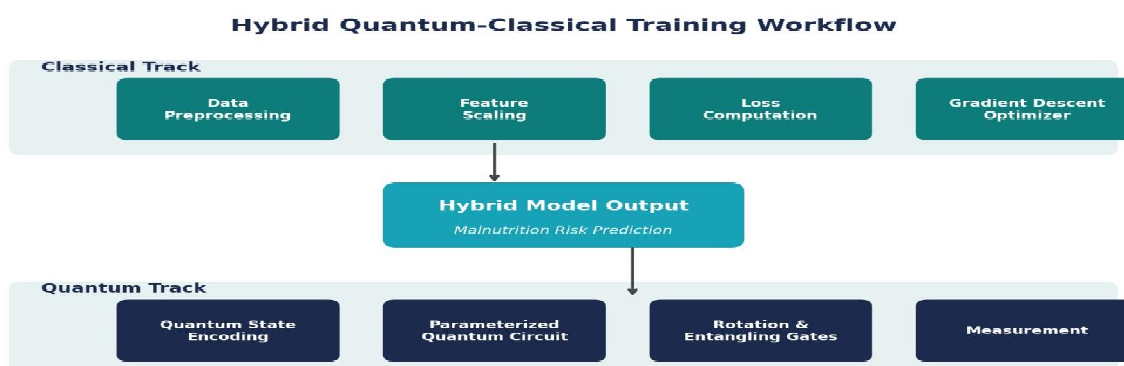 Hybrid Quantum-Classical Training Workflow
Classical Track
Data
Preprocessing
Feature
Scaling
Loss
Computation
Gradient Descent
Optimizer
Hybrid Model Output
Malnutrition Risk Prediction
Quantum Track
Quantum State
Encoding
Parameterized
Quantum Circuit
Rotation &
Entangling Gates
Measurement